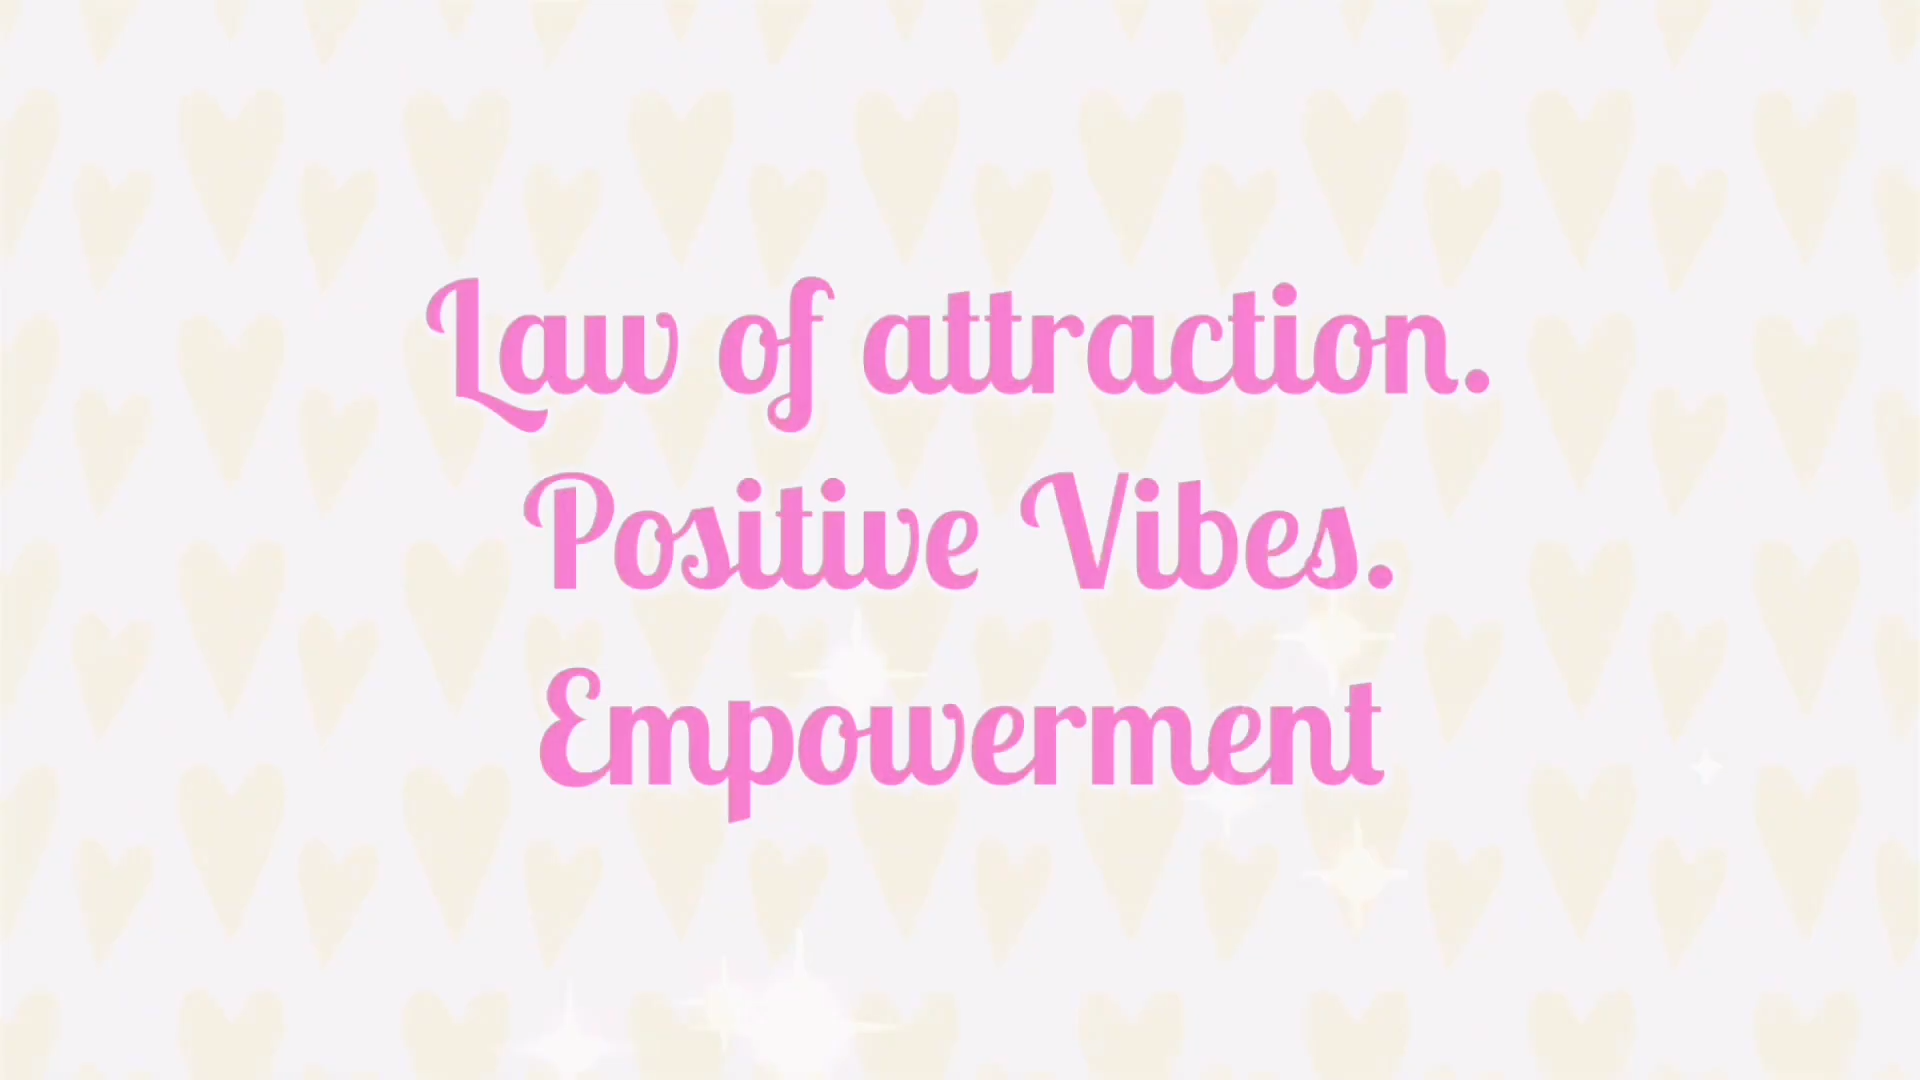 Law of attraction.
Positive Vibes.
Empowerment